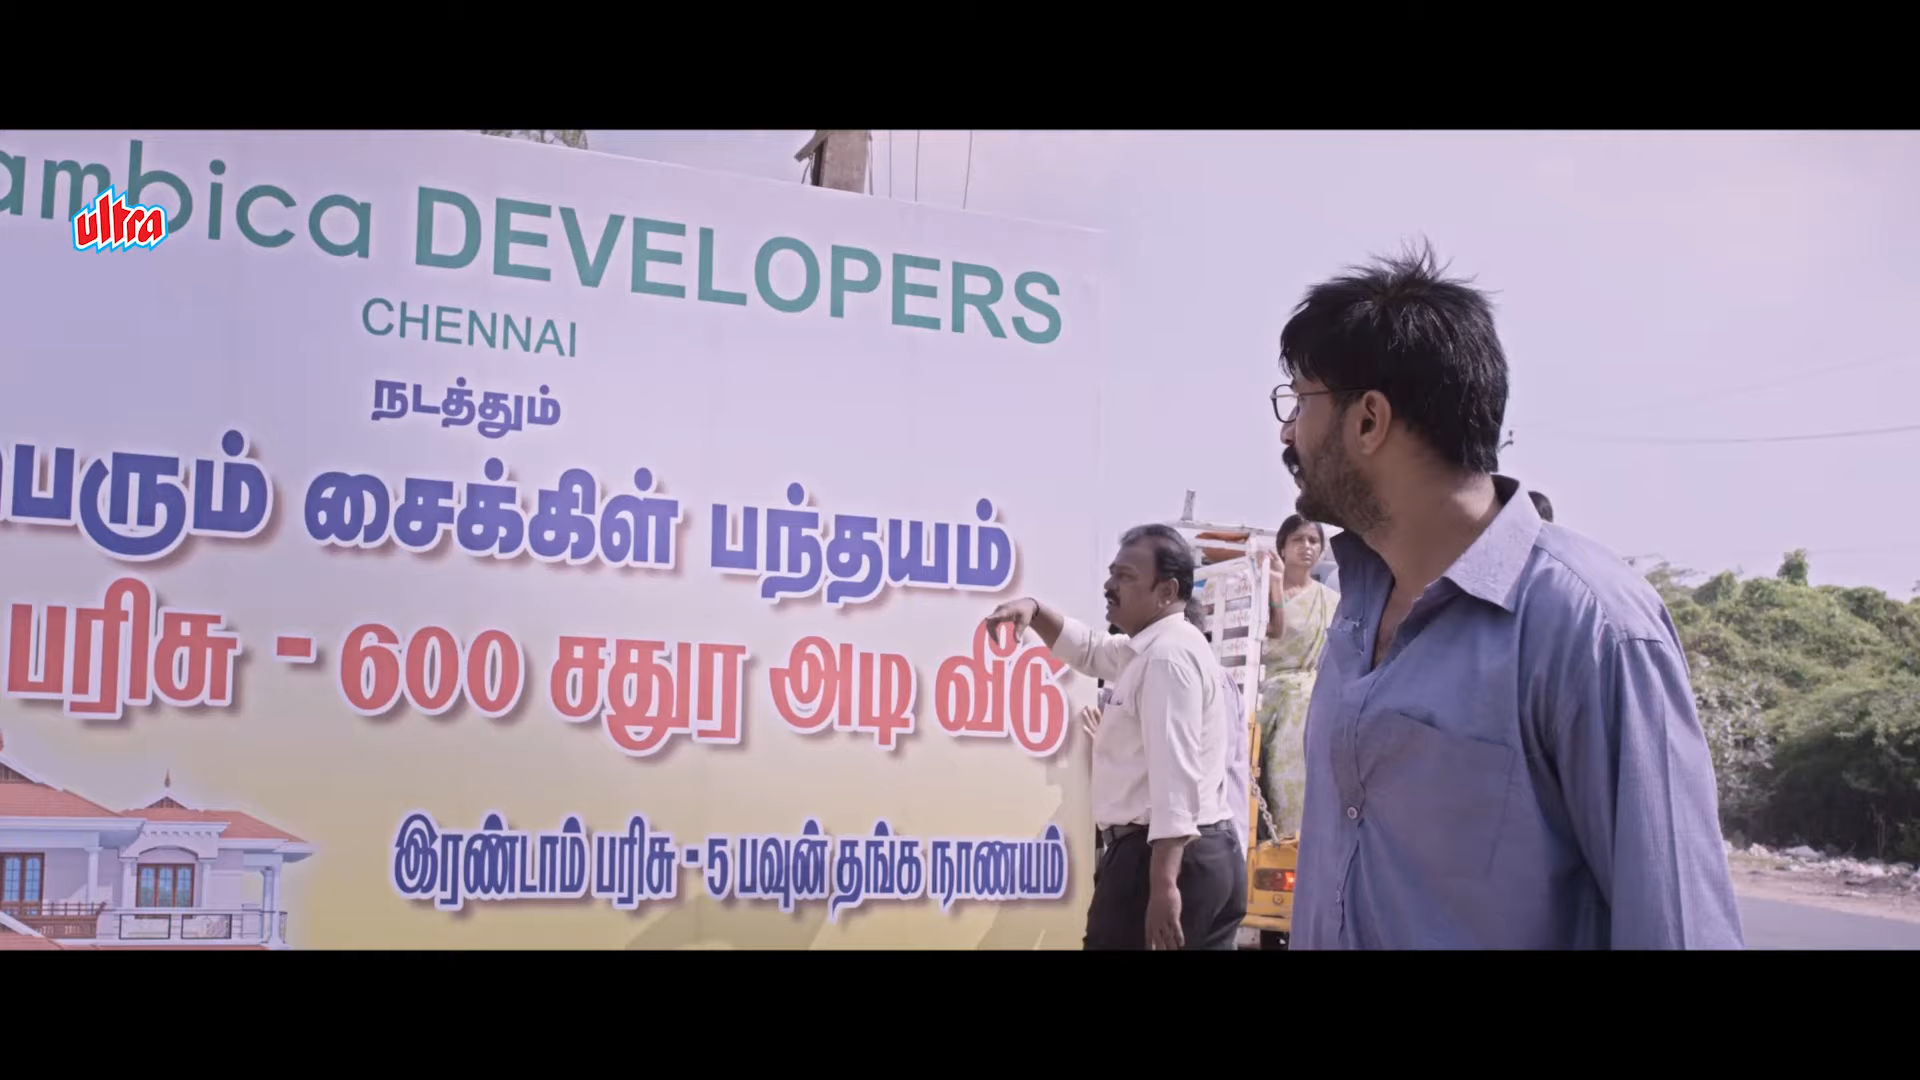 ambica DEVELOPERS
ultra
CHENNAI
நடத்தும்
பெரும் சைக்கிள் பந்தயம்
பரிசு - 600 சதுர அடி வீடு
இரண்டாம் பரிசு - 5 பவுன் தங்க நாணயம்